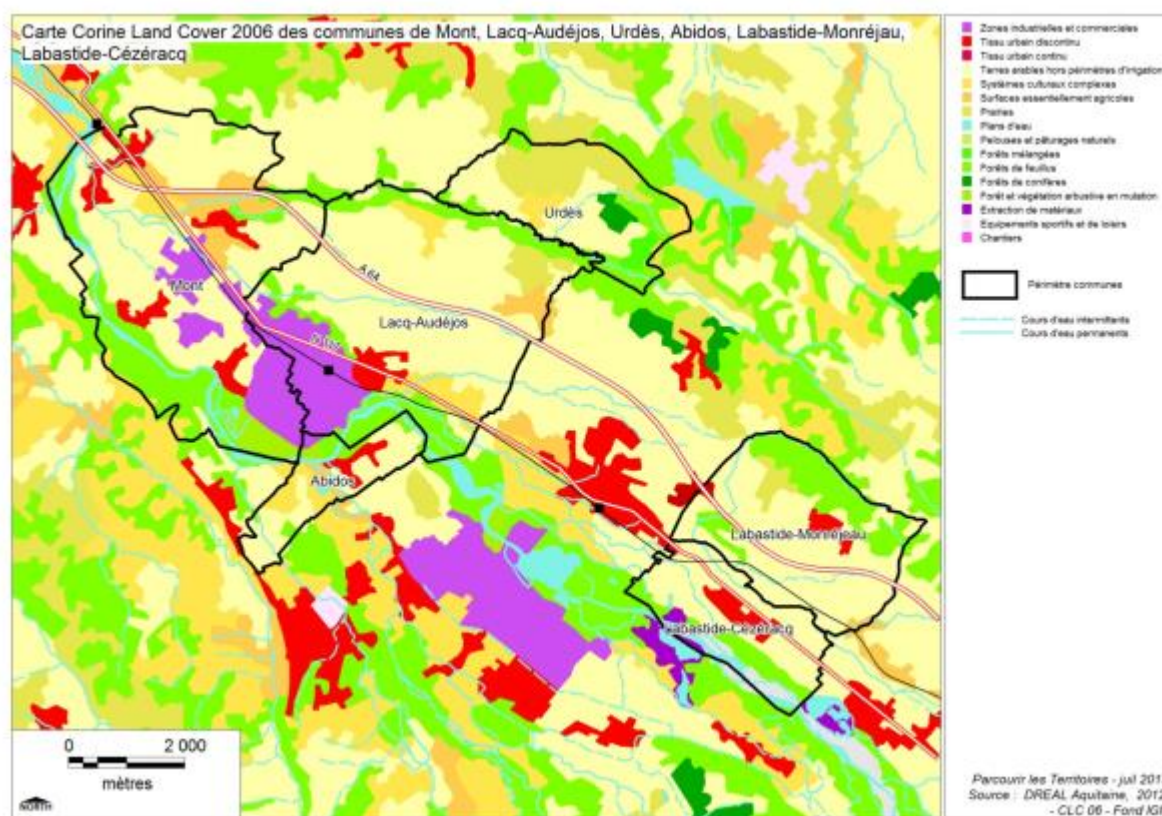 Carte Corine Land Cover 2006 des communes de Mont, Lacq-Audéjos, Urdès, Abidos, Labastide-Monréjau,
Labastide-Cézéracq
Zones industrielles et commerciales
Tissu urbain discontinu
Tissu urbain continu
Terres arables hors périmètres d'irrigation
Systèmes culturaux complexes
Surfaces essentiellement agricoles
Prairies
Plans d'eau
Pelouses et pâturages naturels
Forêts mélangées
Forêts de feuillus
Forêts de conifères
Forêt et végétation arbustive en mutation
Extraction de matériaux
Equipements sportifs et de loisirs
Chantiers
Périmètre communes
Cours d'eau intermittents
Cours d'eau permanents
Urdès
A 64
Mont
Lacq-Audéjos
Abidos
Labastide-Monréjeau
Labastide-Cézéracq
0 2 000
mètres
NORTH
Parcourir les Territoires - juil 201
Source : DREAL Aquitaine, 2012
- CLC 06 - Fond IG